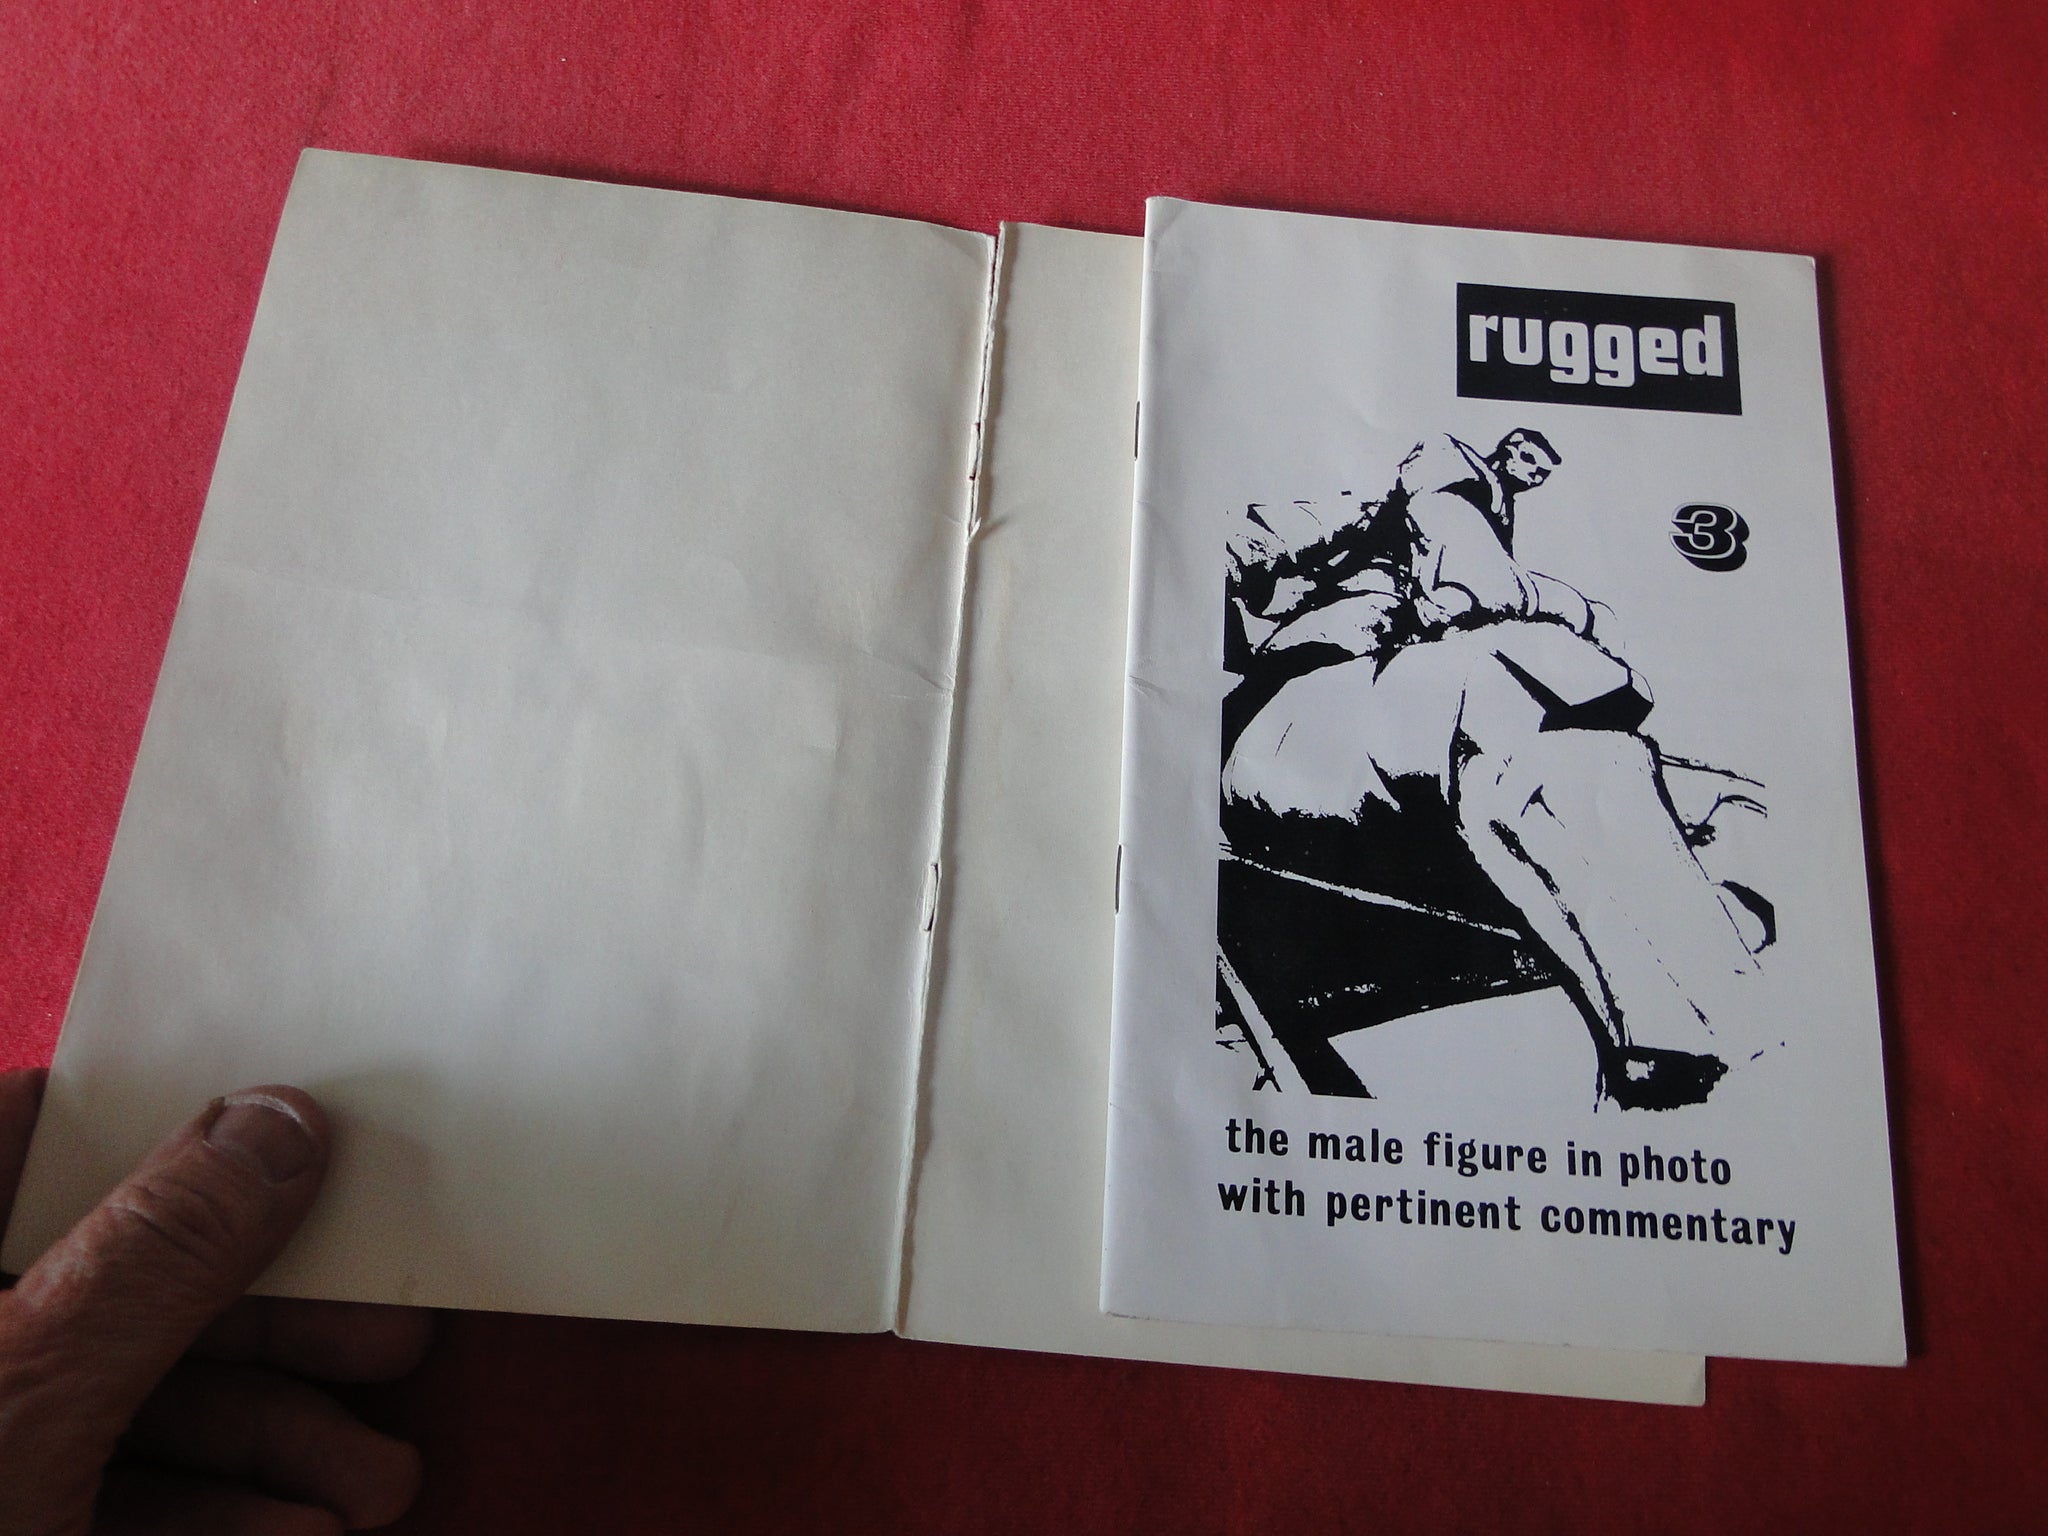 rugged
3
the male figure in photo
with pertinent commentary